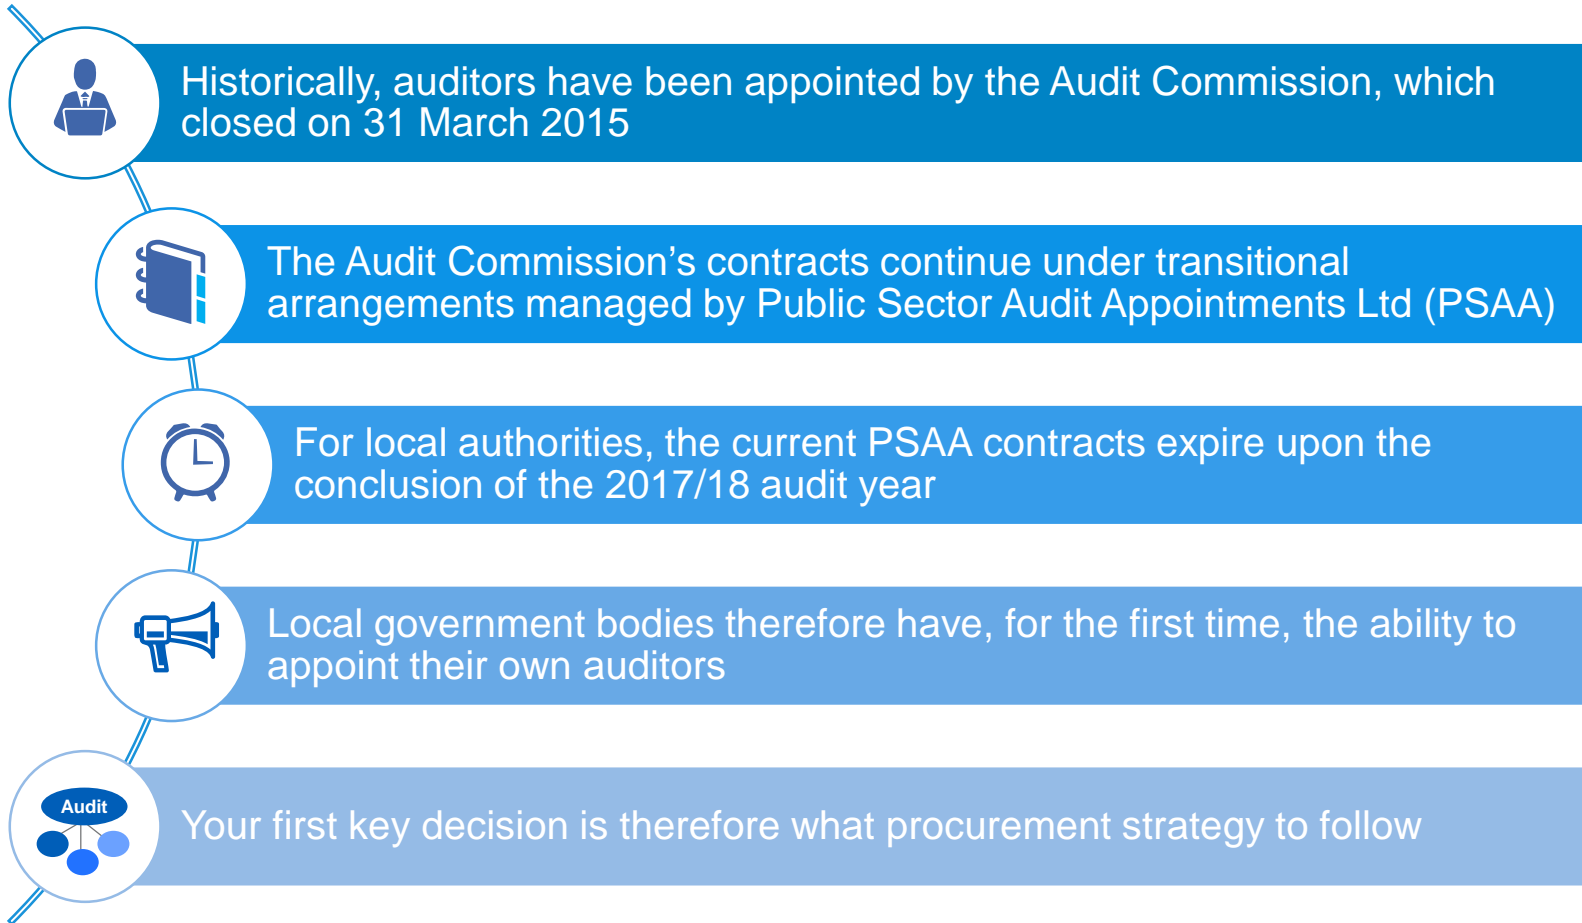 Historically, auditors have been appointed by the Audit Commission, which
closed on 31 March 2015
The Audit Commission’s contracts continue under transitional
arrangements managed by Public Sector Audit Appointments Ltd (PSAA)
For local authorities, the current PSAA contracts expire upon the
conclusion of the 2017/18 audit year
Local government bodies therefore have, for the first time, the ability to
appoint their own auditors
Audit
Your first key decision is therefore what procurement strategy to follow